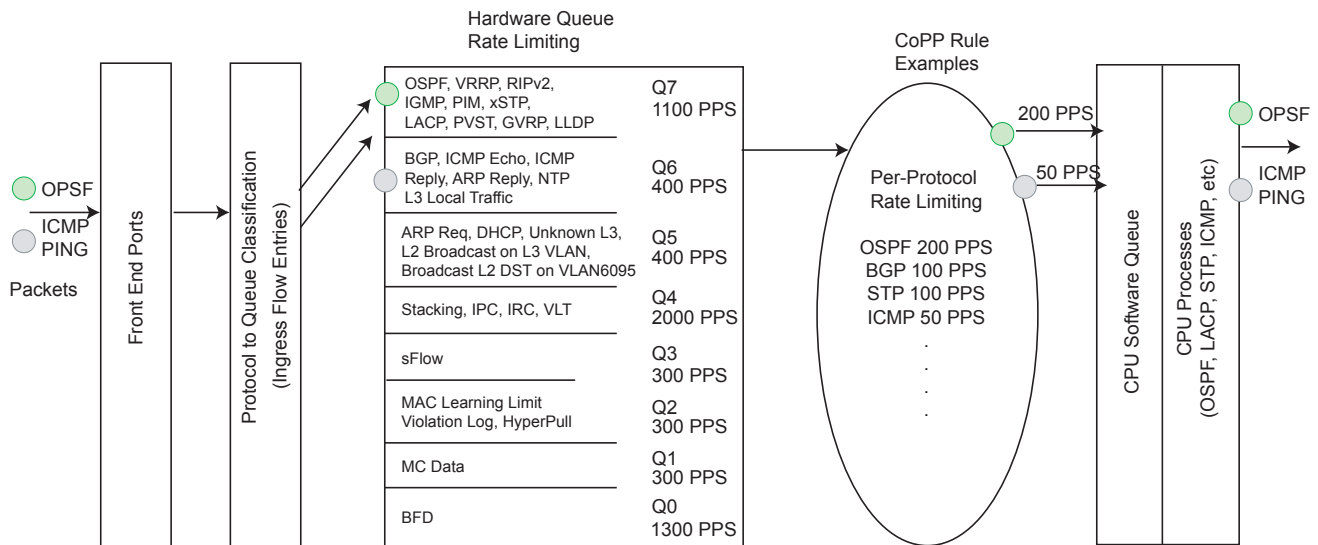 Hardware Queue
Rate Limiting
CoPP Rule
Examples
OPSF
ICMP
PING
Packets
Front End Ports
Protocol to Queue Classification
(Ingress Flow Entries)
OSPF, VRRP, RIPv2,
IGMP, PIM, xSTP,
LACP, PVST, GVRP, LLDP
Q7
1100 PPS
BGP, ICMP Echo, ICMP
Reply, ARP Reply, NTP
L3 Local Traffic
Q6
400 PPS
ARP Req, DHCP, Unknown L3,
L2 Broadcast on L3 VLAN,
Broadcast L2 DST on VLAN6095
Q5
400 PPS
Stacking, IPC, IRC, VLT
Q4
2000 PPS
sFlow
Q3
300 PPS
MAC Learning Limit
Violation Log, HyperPull
Q2
300 PPS
MC Data
Q1
300 PPS
BFD
Q0
1300 PPS
Per-Protocol
Rate Limiting
OSPF 200 PPS
BGP 100 PPS
STP 100 PPS
ICMP 50 PPS
.
.
.
.
200 PPS
50 PPS
CPU Software Queue
CPU Processes
(OSPF, LACP, STP, ICMP, etc)
OPSF
ICMP
PING